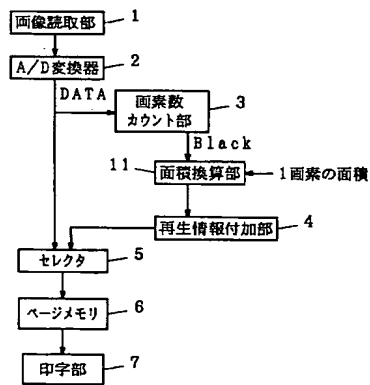 画像読取部 1
A/D変換器 2
DATA
画素数
カウント部 3
Black
11 面積換算部 1画素の面積
再生情報付加部 4
セレクタ 5
ページメモリ 6
印字部 7